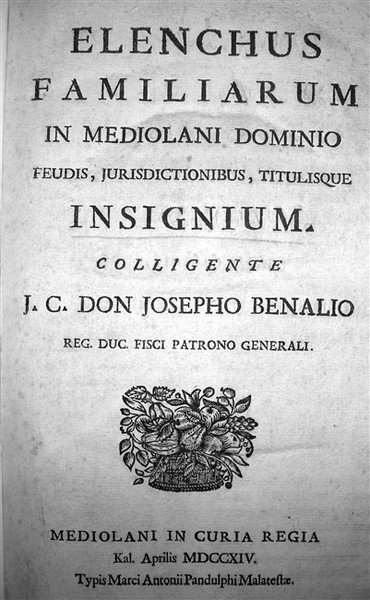 ELENCHUS
FAMILIARUM
IN MEDIOLANI DOMINIO
FEUDIS, JURISDICTIONIBUS, TITULISQUE
INSIGNIUM.
COLLIGENTE
J. C. DON JOSEPHO BENALIO
REG. DUC. FISCI PATRONO GENERALI.
MEDIOLANI IN CURIA REGIA
Kal. Aprilis MDCCXIV.
Typis Marci Antonii Pandulphi Malatestæ.